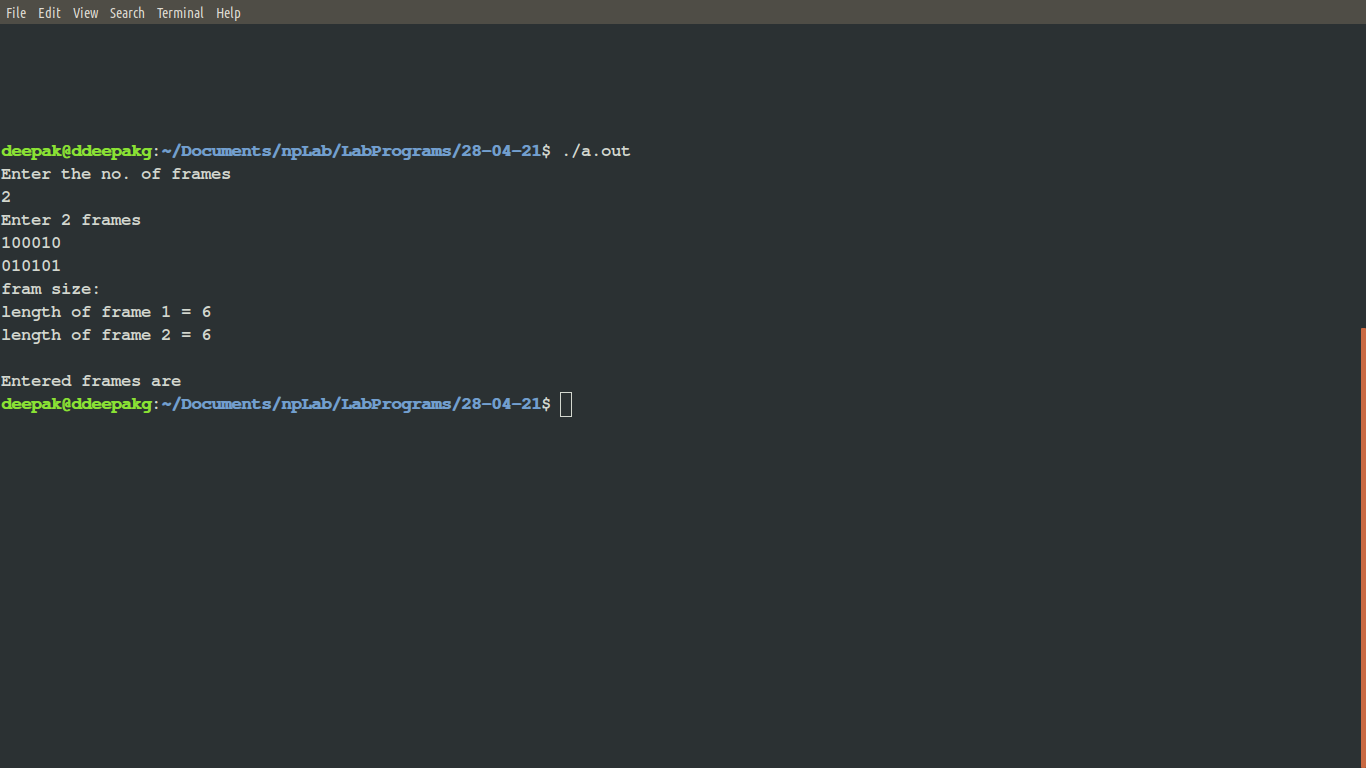 File Edit View Search Terminal Help
deepak@ddeepakg:~/Documents/npLab/LabPrograms/28-04-21$ ./a.out
Enter the no. of frames
2
Enter 2 frames
100010
010101
fram size:
length of frame 1 = 6
length of frame 2 = 6
Entered frames are
deepak@ddeepakg:~/Documents/npLab/LabPrograms/28-04-21$